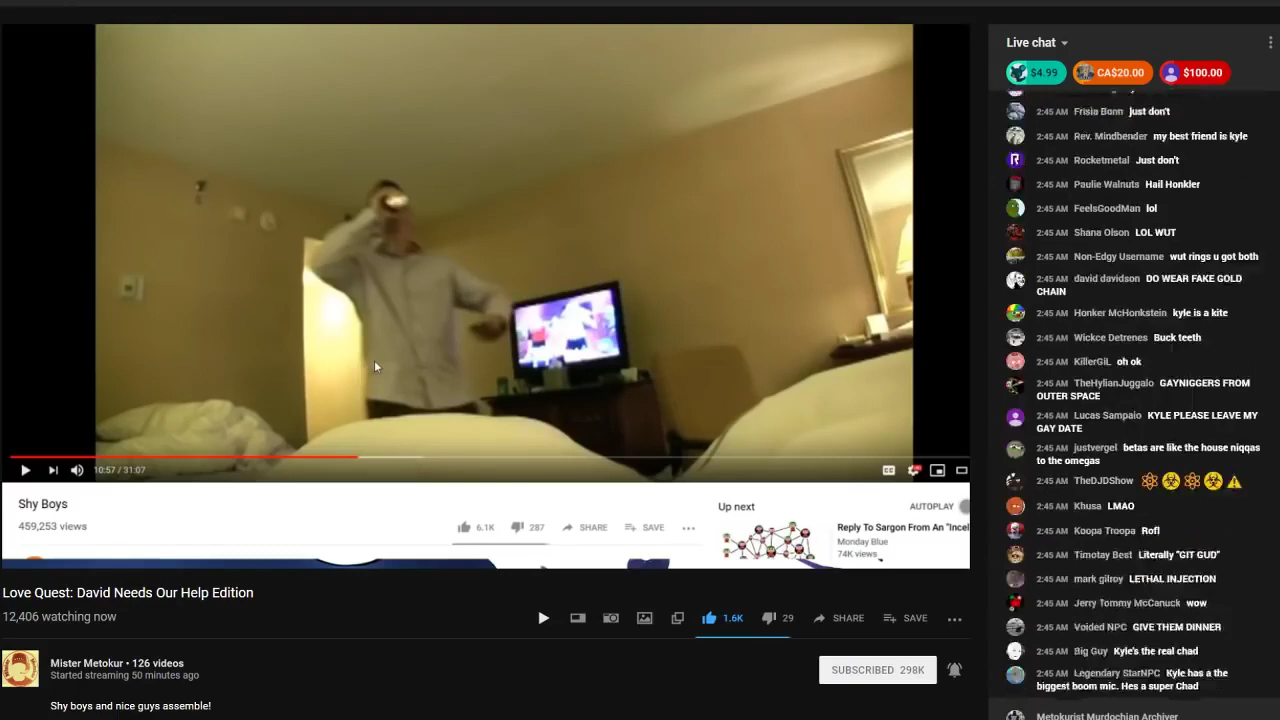 Live chat
$4.99
CA$20.00
$100.00
2:45 AM Frisia Bonn just don't
2:45 AM Rev. Mindbender my best friend is kyle
2:45 AM Rocketmetal Just don't
2:45 AM Paulie Walnuts Hail Honkler
2:45 AM FeelsGoodMan lol
2:45 AM Shana Olson LOL WUT
2:45 AM Non-Edgy Username wut rings u got both
2:45 AM david davidson DO WEAR FAKE GOLD
CHAIN
2:45 AM Honker McHonkstein kyle is a kite
2:45 AM Wickce Detrenes Buck teeth
2:45 AM KillerGiL oh ok
2:45 AM TheHylianJuggalo GAYNIGGERS FROM
OUTER SPACE
2:45 AM Lucas Sampaio KYLE PLEASE LEAVE MY
GAY DATE
2:45 AM justvergel betas are like the house niqqas
to the omegas
2:45 AM TheDJDShow
2:45 AM Khusa LMAO
2:45 AM Koopa Troopa Rofl
2:45 AM Timotay Best Literally "GIT GUD"
2:45 AM mark gilroy LETHAL INJECTION
2:45 AM Jerry Tommy McCanuck wow
2:45 AM Voided NPC GIVE THEM DINNER
2:45 AM Big Guy Kyle's the real chad
2:45 AM Legendary StarNPC Kyle has a the
biggest boom mic. Hes a super Chad
Metokurist Murdochian Archiver
10:57 / 31:07
CC
Shy Boys
459,253 views
6.1K 287 SHARE SAVE
Up next
AUTOPLAY
Reply To Sargon From An "Incel
Monday Blue
74K views
Love Quest: David Needs Our Help Edition
12,406 watching now
1.6K 29 SHARE SAVE
Mister Metokur • 126 videos
Started streaming 50 minutes ago
SUBSCRIBED 298K
Shy boys and nice guys assemble!